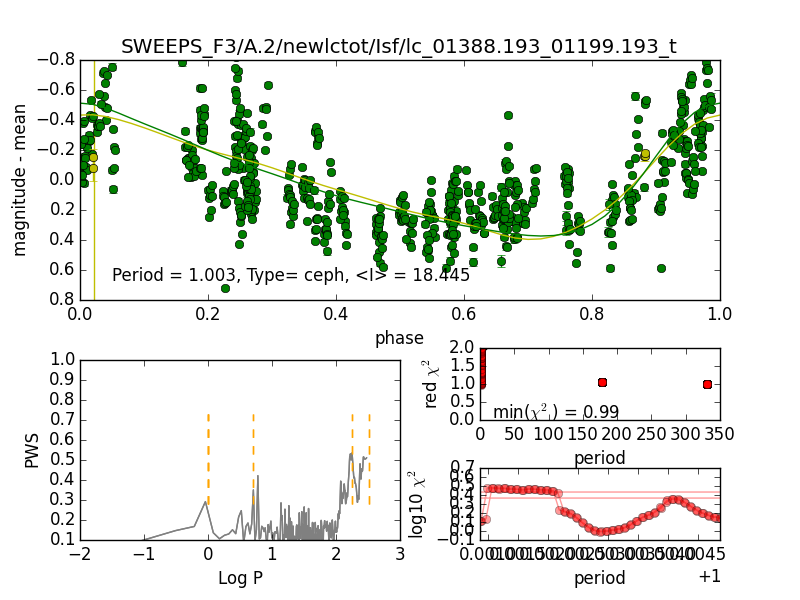 SWEEPS_F3/A.2/newlctot/Isf/lc_01388.193_01199.193_t
magnitude - mean
−0.8
−0.6
−0.4
−0.2
0.0
0.2
0.4
0.6
0.8
Period = 1.003, Type= ceph, <I> = 18.445
0.0 0.2 0.4 0.6 0.8 1.0
phase
PWS
1.0
0.9
0.8
0.7
0.6
0.5
0.4
0.3
0.2
0.1
−2 −1 0 1 2 3
Log P
red χ²
2.0
1.5
1.0
0.5
0.0
min(χ²) = 0.99
0 50 100 150 200 250 300 350
period
log10 χ²
0.7
0.6
0.5
0.4
0.3
0.2
0.1
0.0
−0.1
period
+1